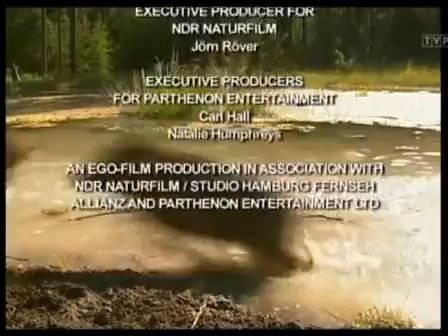 EXECUTIVE PRODUCER FOR
NDR NATURFILM
Jörn Röver
EXECUTIVE PRODUCERS
FOR PARTHENON ENTERTAINMENT
Carl Hall
Natalie Humphreys
AN EGO-FILM PRODUCTION IN ASSOCIATION WITH
NDR NATURFILM / STUDIO HAMBURG FERNSEH
ALLIANZ AND PARTHENON ENTERTAINMENT LTD
TVP